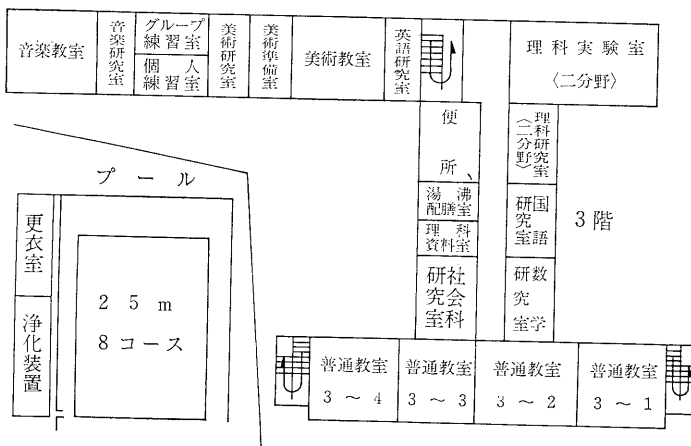 音楽教室
音楽研究室
グループ
練習室
個人
練習室
美術研究室
美術準備室
美術教室
英語研究室
理科実験室
〈二分野〉
便所、
理科研究室
〈二分野〉
プール
湯沸
配膳室
国語
研究室
3階
更衣室
理科
資料室
25m
8コース
社会科
研究室
数学
研究室
浄化装置
普通教室
3～4
普通教室
3～3
普通教室
3～2
普通教室
3～1